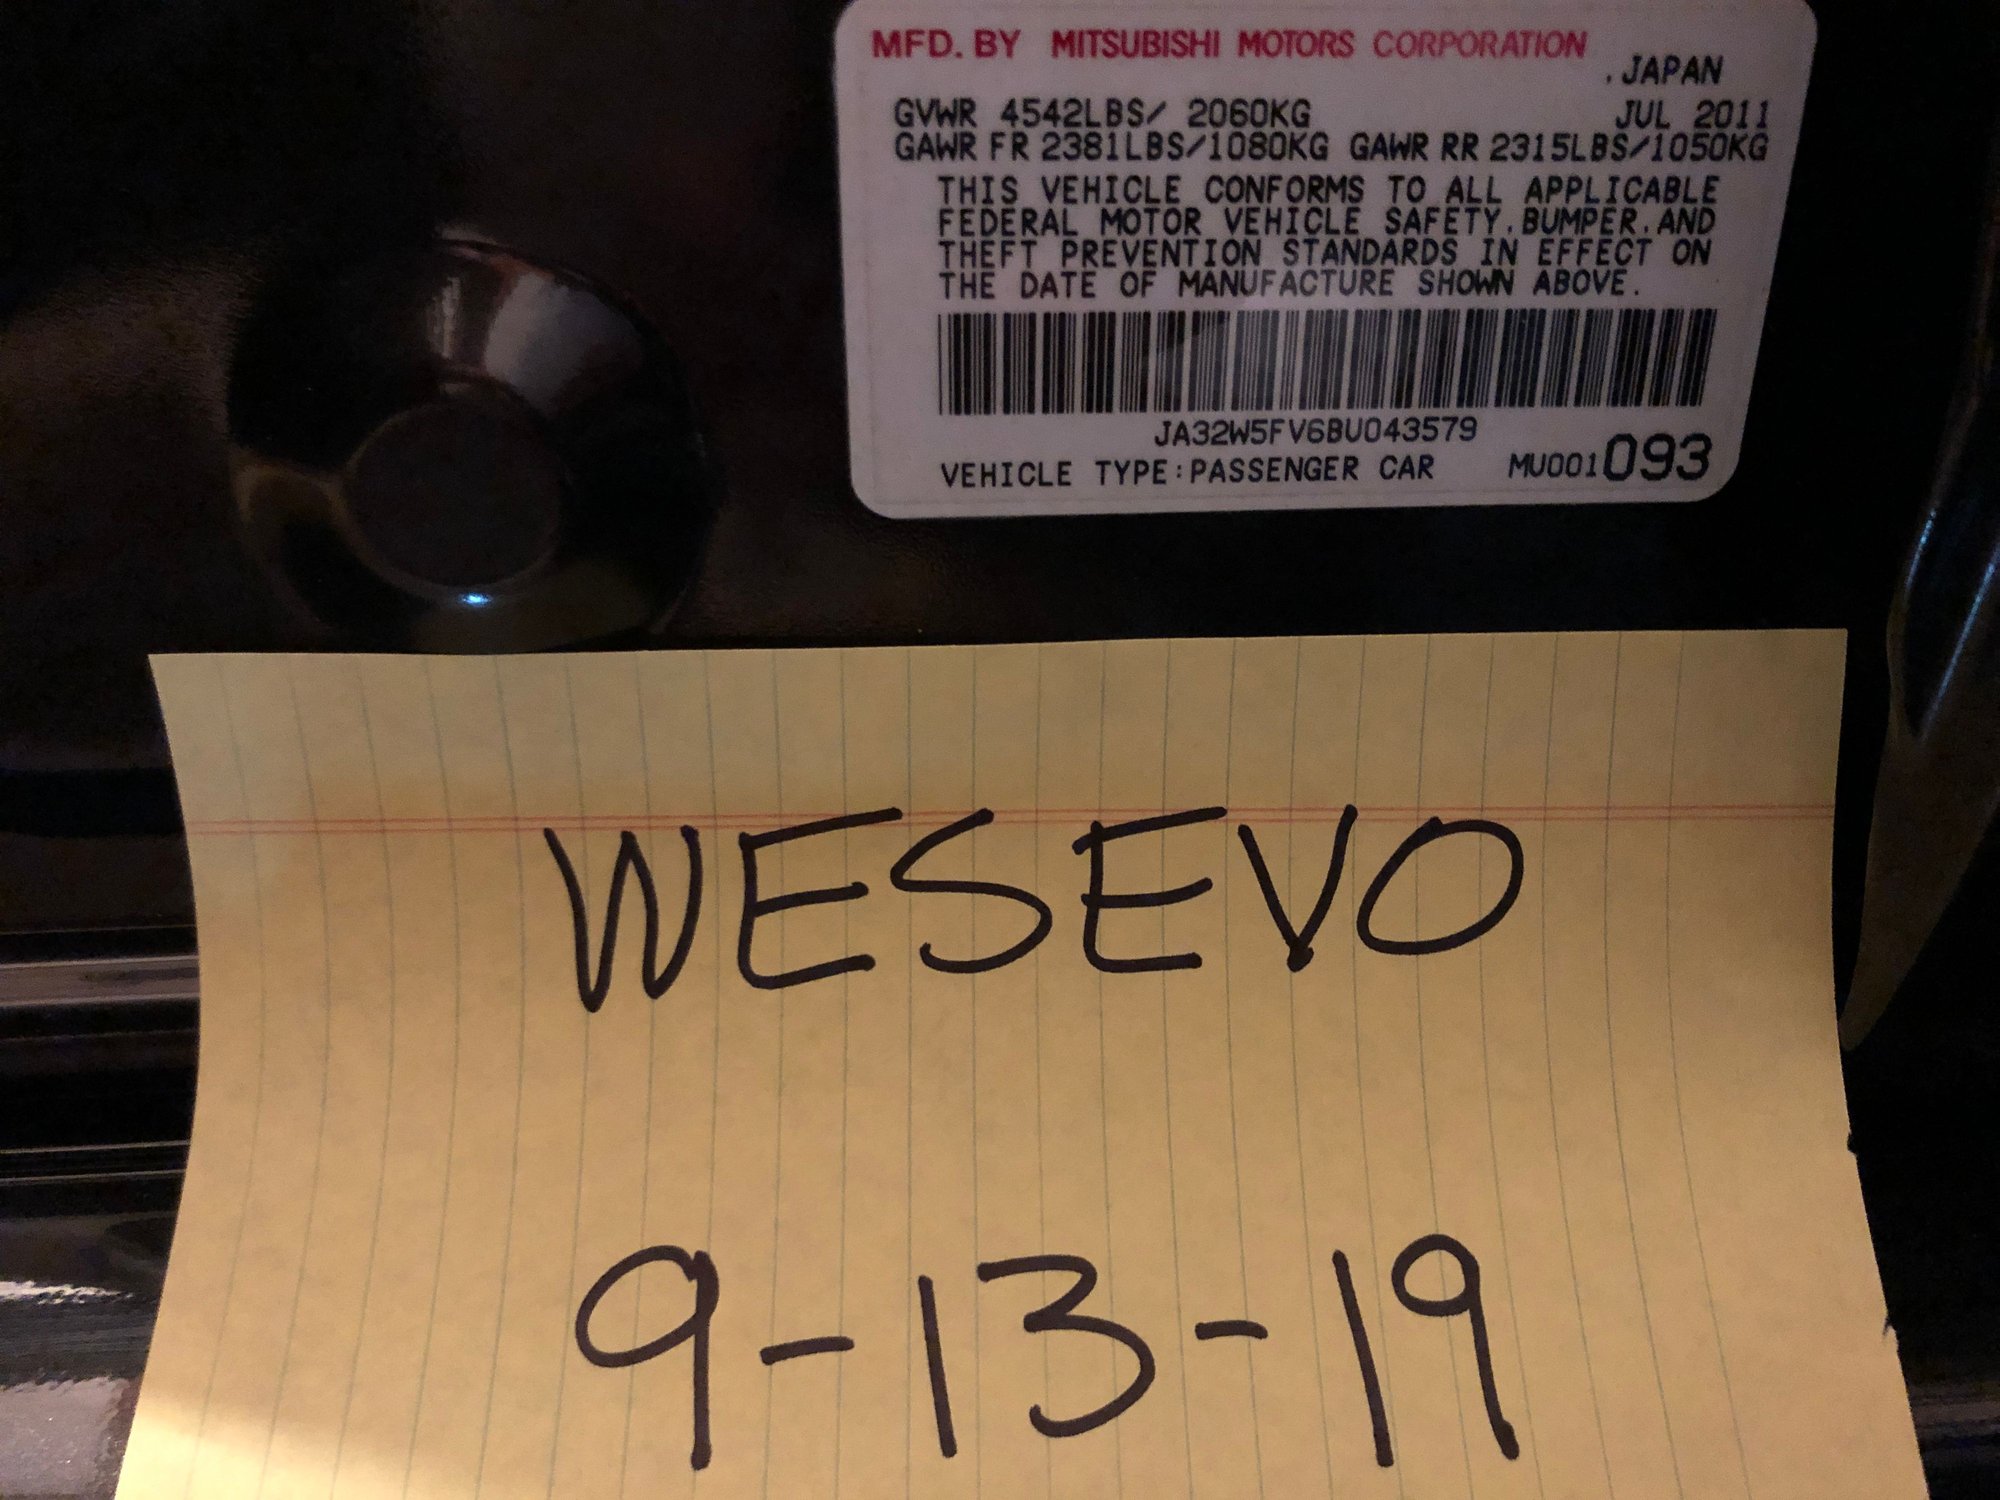 MFD. BY MITSUBISHI MOTORS CORPORATION
. JAPAN
GVWR 4542LBS/ 2060KG JUL 2011
GAWR FR 2381LBS/1080KG GAWR RR 2315LBS/1050KG
THIS VEHICLE CONFORMS TO ALL APPLICABLE
FEDERAL MOTOR VEHICLE SAFETY.BUMPER.AND
THEFT PREVENTION STANDARDS IN EFFECT ON
THE DATE OF MANUFACTURE SHOWN ABOVE.
JA32W5FV6BU043579
VEHICLE TYPE:PASSENGER CAR MU001093
WESEVO
9-13-19